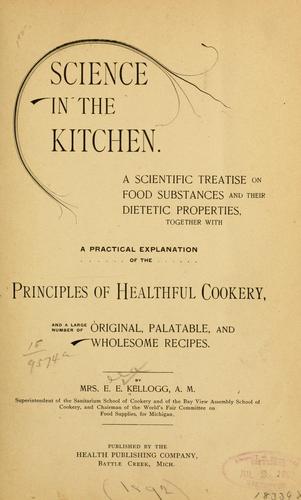 SCIENCE
IN THE
KITCHEN.
A SCIENTIFIC TREATISE ON
FOOD SUBSTANCES AND THEIR
DIETETIC PROPERTIES,
TOGETHER WITH
A PRACTICAL EXPLANATION
...... OF THE ......
PRINCIPLES OF HEALTHFUL COOKERY,
AND A LARGE NUMBER OF ORIGINAL, PALATABLE, AND
WHOLESOME RECIPES.
15
9574a
BY
MRS. E. E. KELLOGG, A. M.
Superintendent of the Sanitarium School of Cookery and of the Bay View Assembly School of
Cookery, and Chairman of the World's Fair Committee on
Food Supplies, for Michigan.
PUBLISHED BY THE
HEALTH PUBLISHING COMPANY,
BATTLE CREEK, MICH.
(1892)